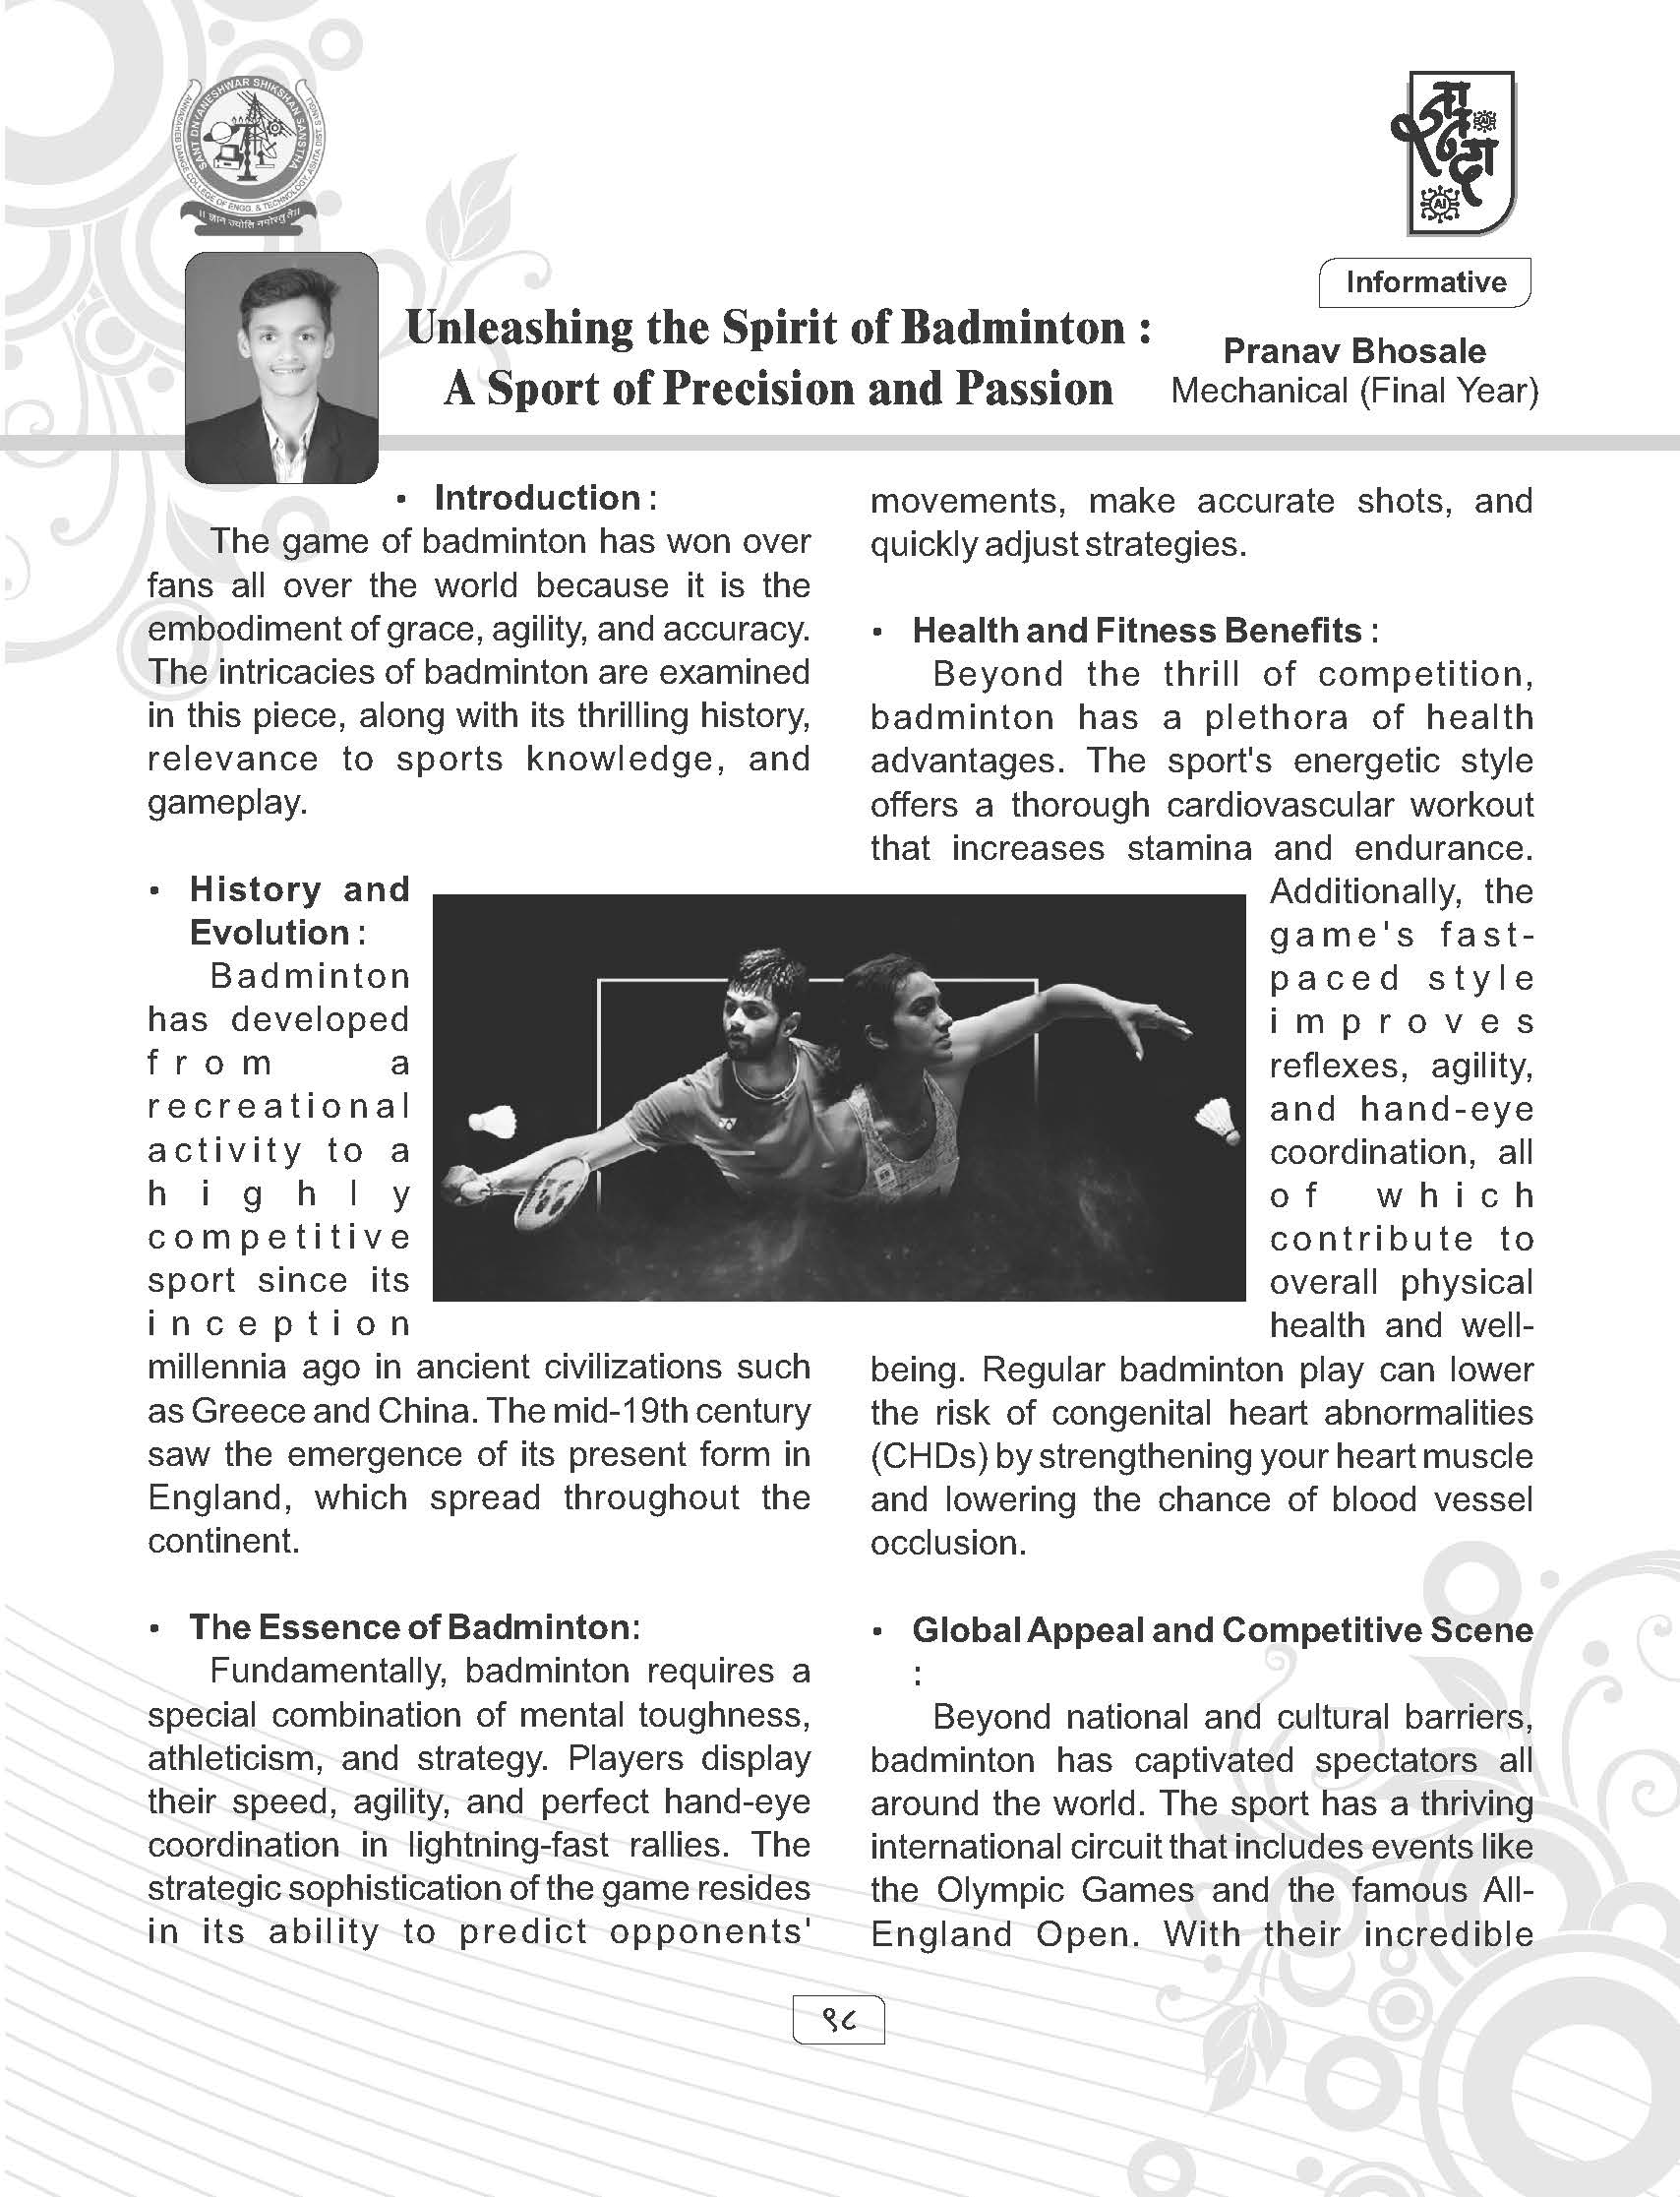 SANT DNYANESHWAR SHIKSHAN SANSTHA
ANNASAHEB DANGE COLLEGE OF ENGG. & TECHNOLOGY, ASHTA DIST. SANGLI
AI
AI
Informative
Unleashing the Spirit of Badminton :
A Sport of Precision and Passion
Pranav Bhosale
Mechanical (Final Year)
• Introduction :
The game of badminton has won over
fans all over the world because it is the
embodiment of grace, agility, and accuracy.
The intricacies of badminton are examined
in this piece, along with its thrilling history,
relevance to sports knowledge, and
gameplay.
• History and
Evolution :
Badminton
has developed
from a
recreational
activity to a
highly
competitive
sport since its
inception
millennia ago in ancient civilizations such
as Greece and China. The mid-19th century
saw the emergence of its present form in
England, which spread throughout the
continent.
• The Essence of Badminton:
Fundamentally, badminton requires a
special combination of mental toughness,
athleticism, and strategy. Players display
their speed, agility, and perfect hand-eye
coordination in lightning-fast rallies. The
strategic sophistication of the game resides
in its ability to predict opponents'
movements, make accurate shots, and
quickly adjust strategies.
• Health and Fitness Benefits :
Beyond the thrill of competition,
badminton has a plethora of health
advantages. The sport's energetic style
offers a thorough cardiovascular workout
that increases stamina and endurance.
Additionally, the
game's fast-
paced style
improves
reflexes, agility,
and hand-eye
coordination, all
of which
contribute to
overall physical
health and well-
being. Regular badminton play can lower
the risk of congenital heart abnormalities
(CHDs) by strengthening your heart muscle
and lowering the chance of blood vessel
occlusion.
• Global Appeal and Competitive Scene
:
Beyond national and cultural barriers,
badminton has captivated spectators all
around the world. The sport has a thriving
international circuit that includes events like
the Olympic Games and the famous All-
England Open. With their incredible
९८